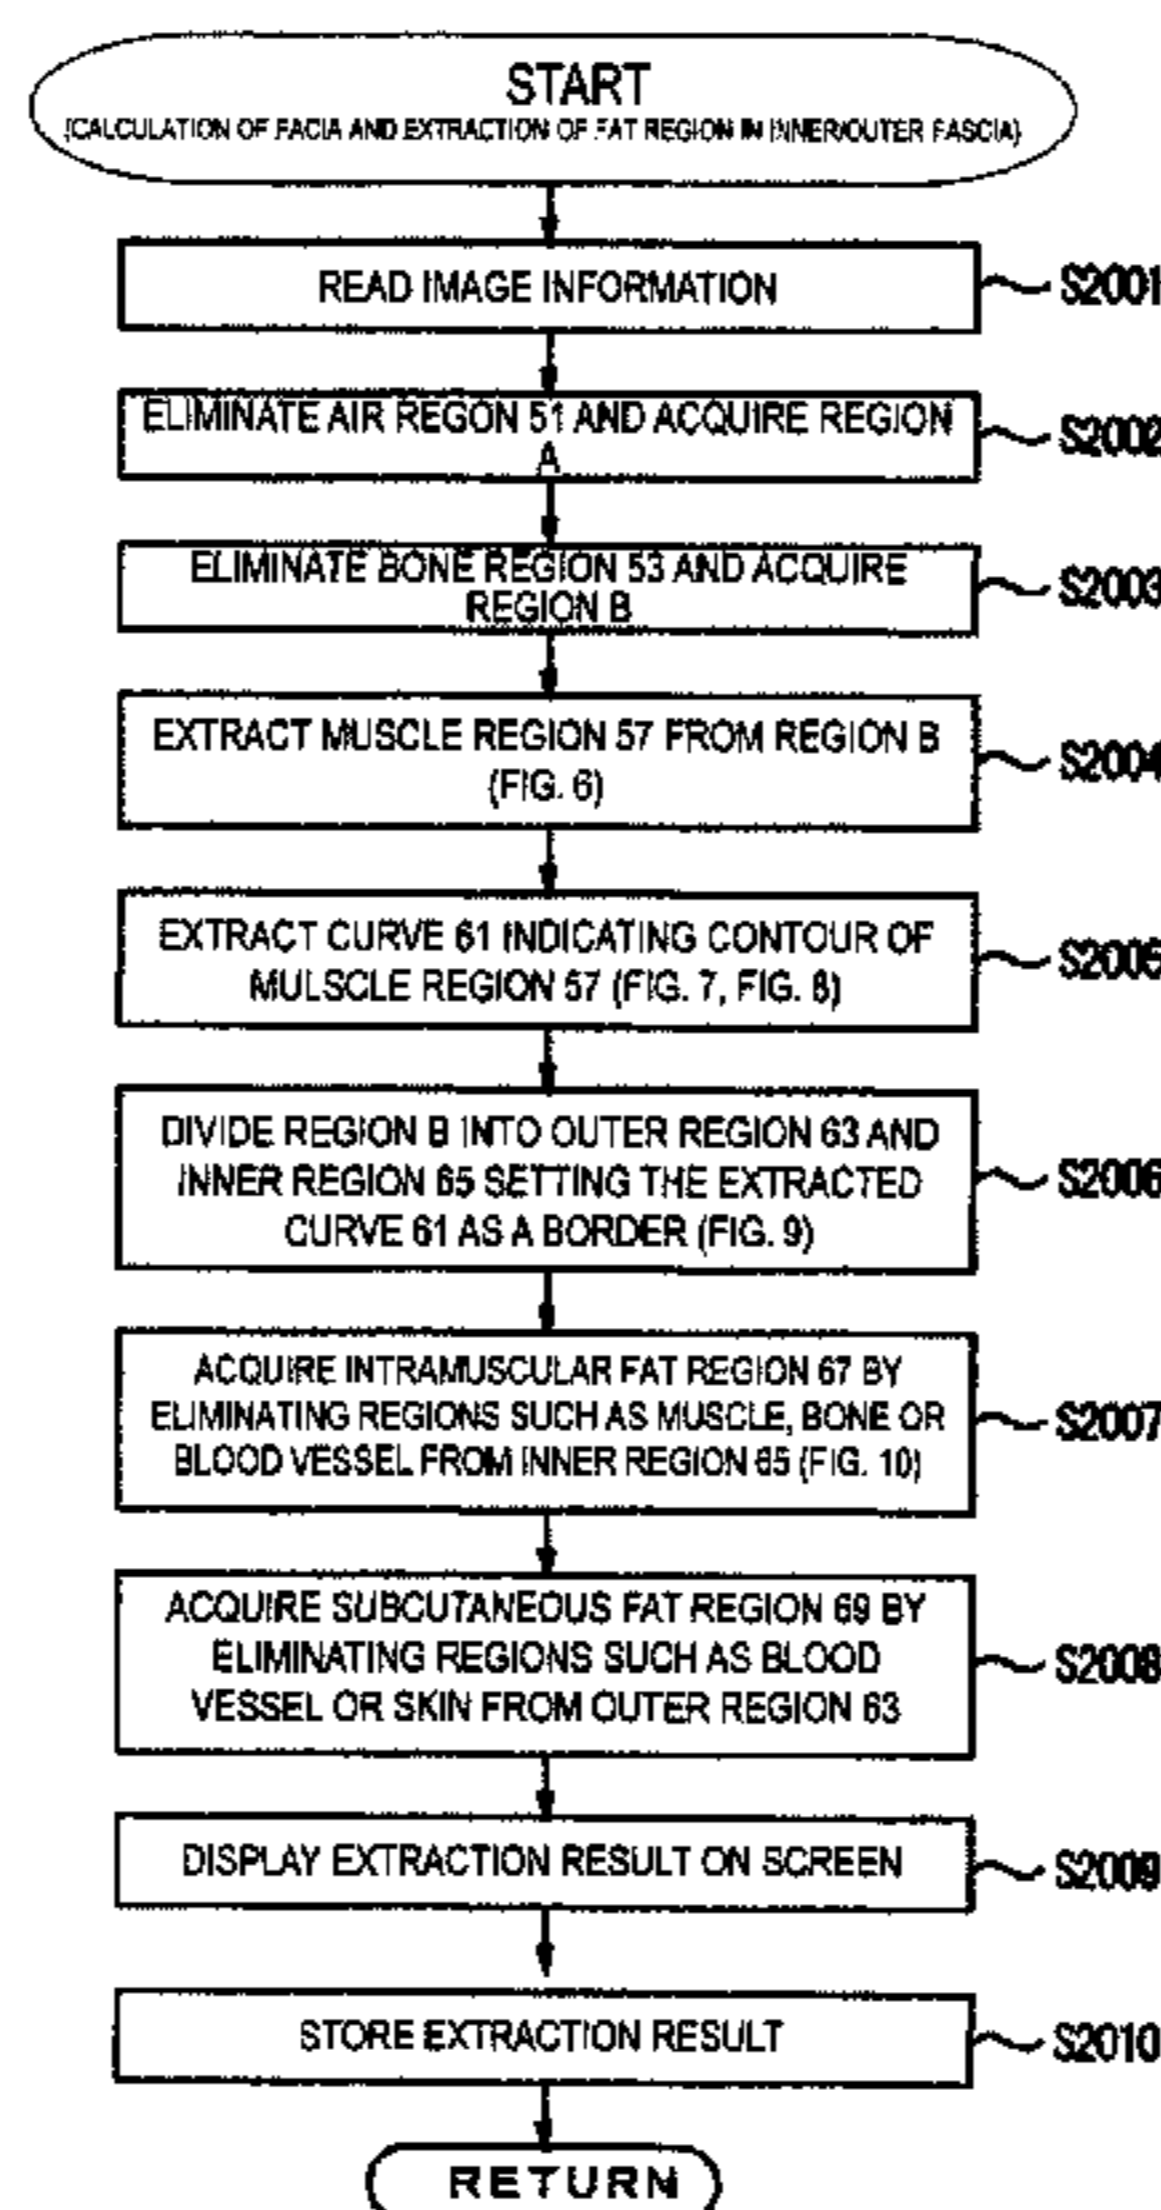 START
(CALCULATION OF FACIA AND EXTRACTION OF FAT REGION IN INNER/OUTER FASCIA)
READ IMAGE INFORMATION
S2001
ELIMINATE AIR REGON 51 AND ACQUIRE REGION
A
S2002
ELIMINATE BONE REGION 53 AND ACQUIRE
REGION B
S2003
EXTRACT MUSCLE REGION 57 FROM REGION B
(FIG. 6)
S2004
EXTRACT CURVE 61 INDICATING CONTOUR OF
MULSCLE REGION 57 (FIG. 7, FIG. 8)
S2005
DIVIDE REGION B INTO OUTER REGION 63 AND
INNER REGION 65 SETTING THE EXTRACTED
CURVE 61 AS A BORDER (FIG. 9)
S2006
ACQUIRE INTRAMUSCULAR FAT REGION 67 BY
ELIMINATING REGIONS SUCH AS MUSCLE, BONE OR
BLOOD VESSEL FROM INNER REGION 65 (FIG. 10)
S2007
ACQUIRE SUBCUTANEOUS FAT REGION 69 BY
ELIMINATING REGIONS SUCH AS BLOOD
VESSEL OR SKIN FROM OUTER REGION 63
S2008
DISPLAY EXTRACTION RESULT ON SCREEN
S2009
STORE EXTRACTION RESULT
S2010
RETURN